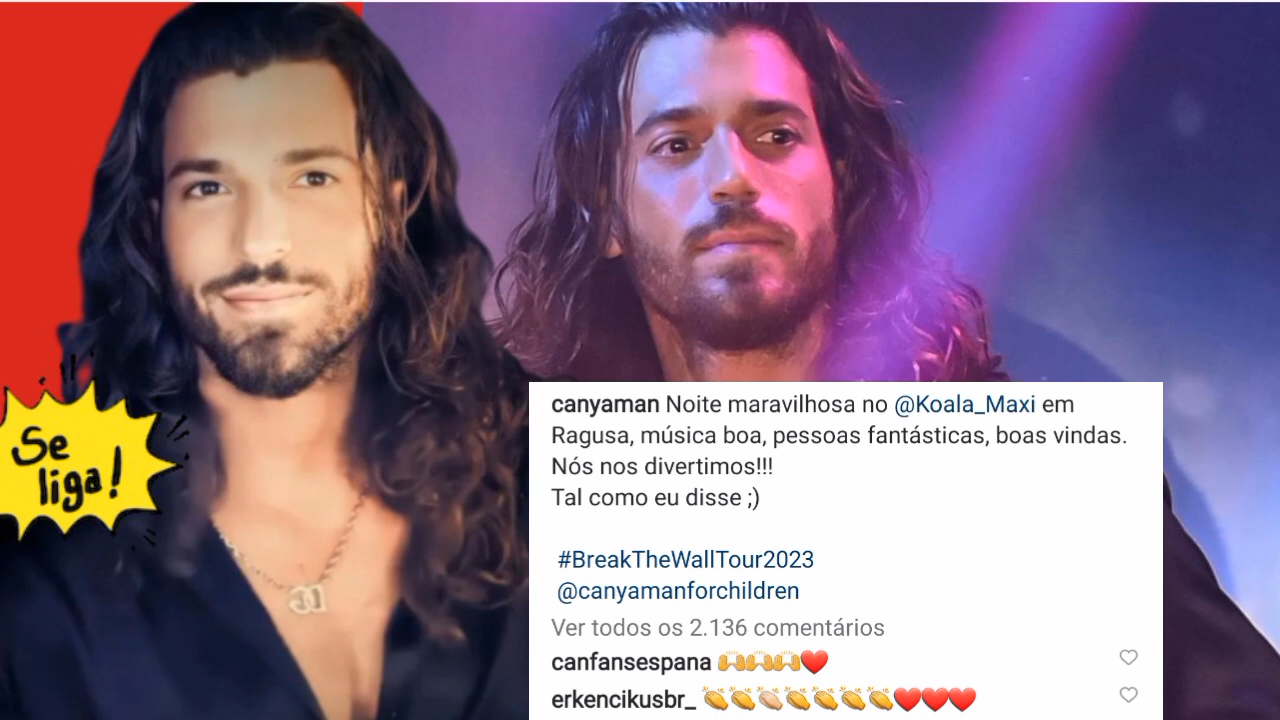 Se
liga!
canyaman Noite maravilhosa no @Koala_Maxi em
Ragusa, música boa, pessoas fantásticas, boas vindas.
Nós nos divertimos!!!
Tal como eu disse ;)
#BreakTheWallTour2023
@canyamanforchildren
Ver todos os 2.136 comentários
canfansespana 🙌🙌🙌❤️
erkencikusbr_ 👏👏👏🏻👏👏👏👏❤️❤️❤️